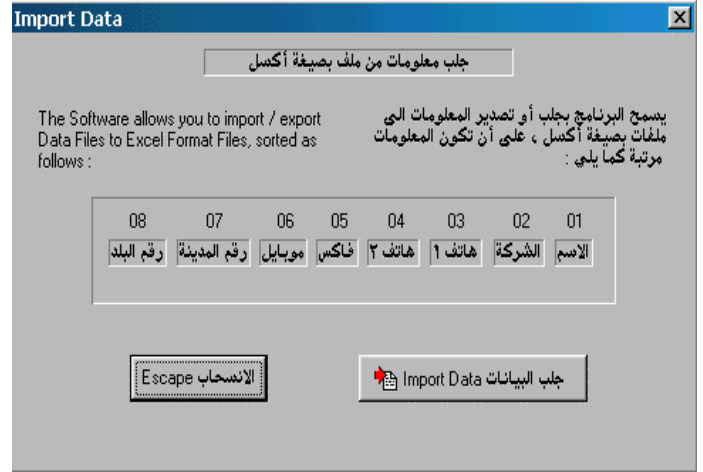 Import Data
جلب معلومات من ملف بصيغة أكسل
The Software allows you to import / export
Data Files to Excel Format Files, sorted as
follows :
يسمح البرنامج بجلب أو تصدير المعلومات الى
ملفات بصيغة أكسل ، على أن تكون المعلومات
مرتبة كما يلي :
08 07 06 05 04 03 02 01
الاسم الشركة هاتف ١ هاتف ٢ فاكس موبايل رقم المدينة رقم البلد
الانسحاب Escape
جلب البيانات Import Data